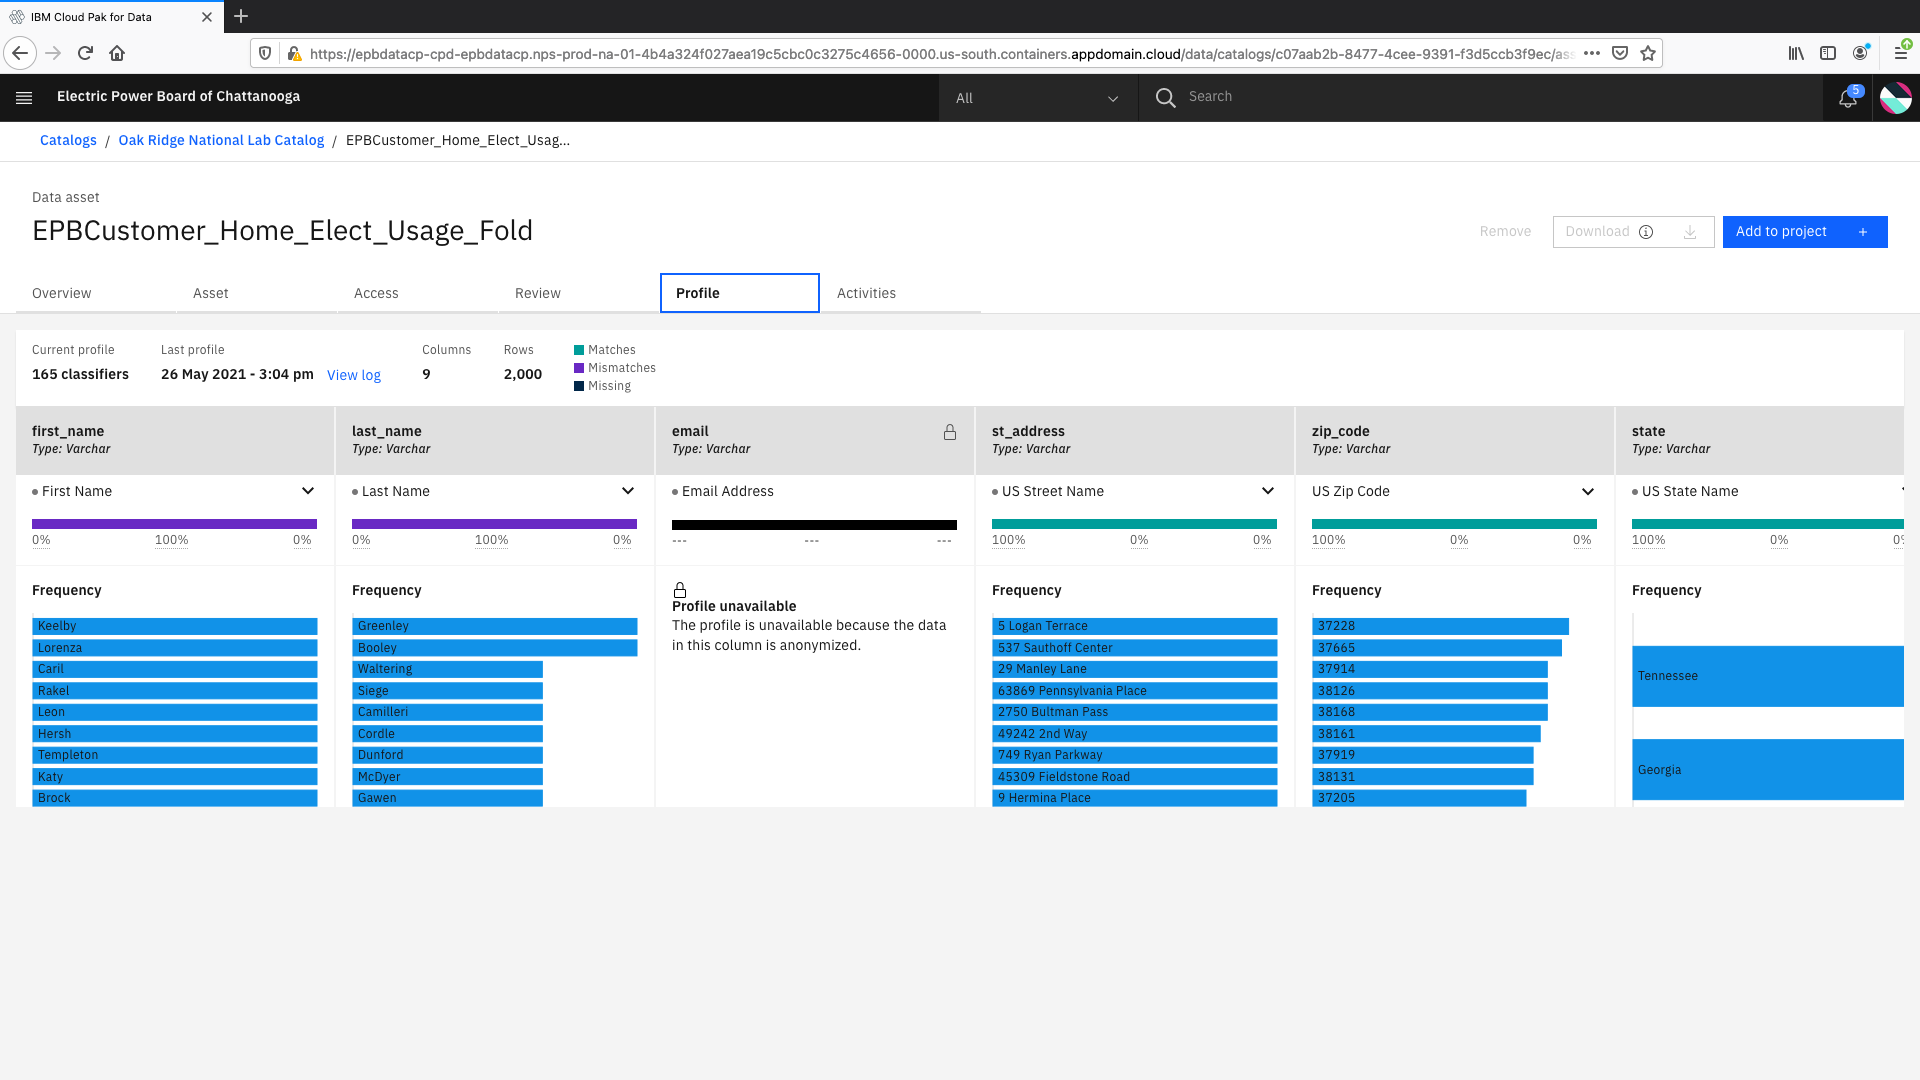 IBM Cloud Pak for Data
https://epbdatacp-cpd-epbdatacp.nps-prod-na-01-4b4a324f027aea19c5cbc0c3275c4656-0000.us-south.containers.appdomain.cloud/data/catalogs/c07aab2b-8477-4cee-9391-f3d5ccb3f9ec/ass
Electric Power Board of Chattanooga
All
Search
5
Catalogs / Oak Ridge National Lab Catalog / EPBCustomer_Home_Elect_Usag...
Data asset
EPBCustomer_Home_Elect_Usage_Fold
Remove
Download
Add to project +
Overview
Asset
Access
Review
Profile
Activities
Current profile
165 classifiers
Last profile
26 May 2021 - 3:04 pm View log
Columns
9
Rows
2,000
Matches
Mismatches
Missing
first_name
Type: Varchar
First Name
0% 100% 0%
Frequency
Keelby
Lorenza
Caril
Rakel
Leon
Hersh
Templeton
Katy
Brock
last_name
Type: Varchar
Last Name
0% 100% 0%
Frequency
Greenley
Booley
Waltering
Siege
Camilleri
Cordle
Dunford
McDyer
Gawen
email
Type: Varchar
Email Address
--- --- ---
Profile unavailable
The profile is unavailable because the data
in this column is anonymized.
st_address
Type: Varchar
US Street Name
100% 0% 0%
Frequency
5 Logan Terrace
537 Sauthoff Center
29 Manley Lane
63869 Pennsylvania Place
2750 Bultman Pass
49242 2nd Way
749 Ryan Parkway
45309 Fieldstone Road
9 Hermina Place
zip_code
Type: Varchar
US Zip Code
100% 0% 0%
Frequency
37228
37665
37914
38126
38168
38161
37919
38131
37205
state
Type: Varchar
US State Name
100% 0% 0%
Frequency
Tennessee
Georgia